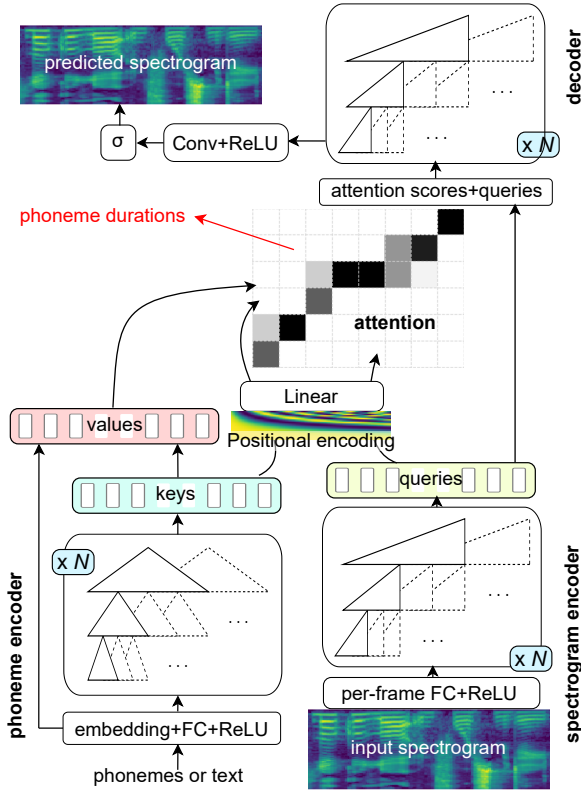 predicted spectrogram
decoder
σ
Conv+ReLU
. . .
. . .
x N
attention scores+queries
phoneme durations
attention
Linear
Positional encoding
values
keys
queries
phoneme encoder
x N
. . .
. . .
embedding+FC+ReLU
phonemes or text
spectrogram encoder
. . .
. . .
x N
per-frame FC+ReLU
input spectrogram